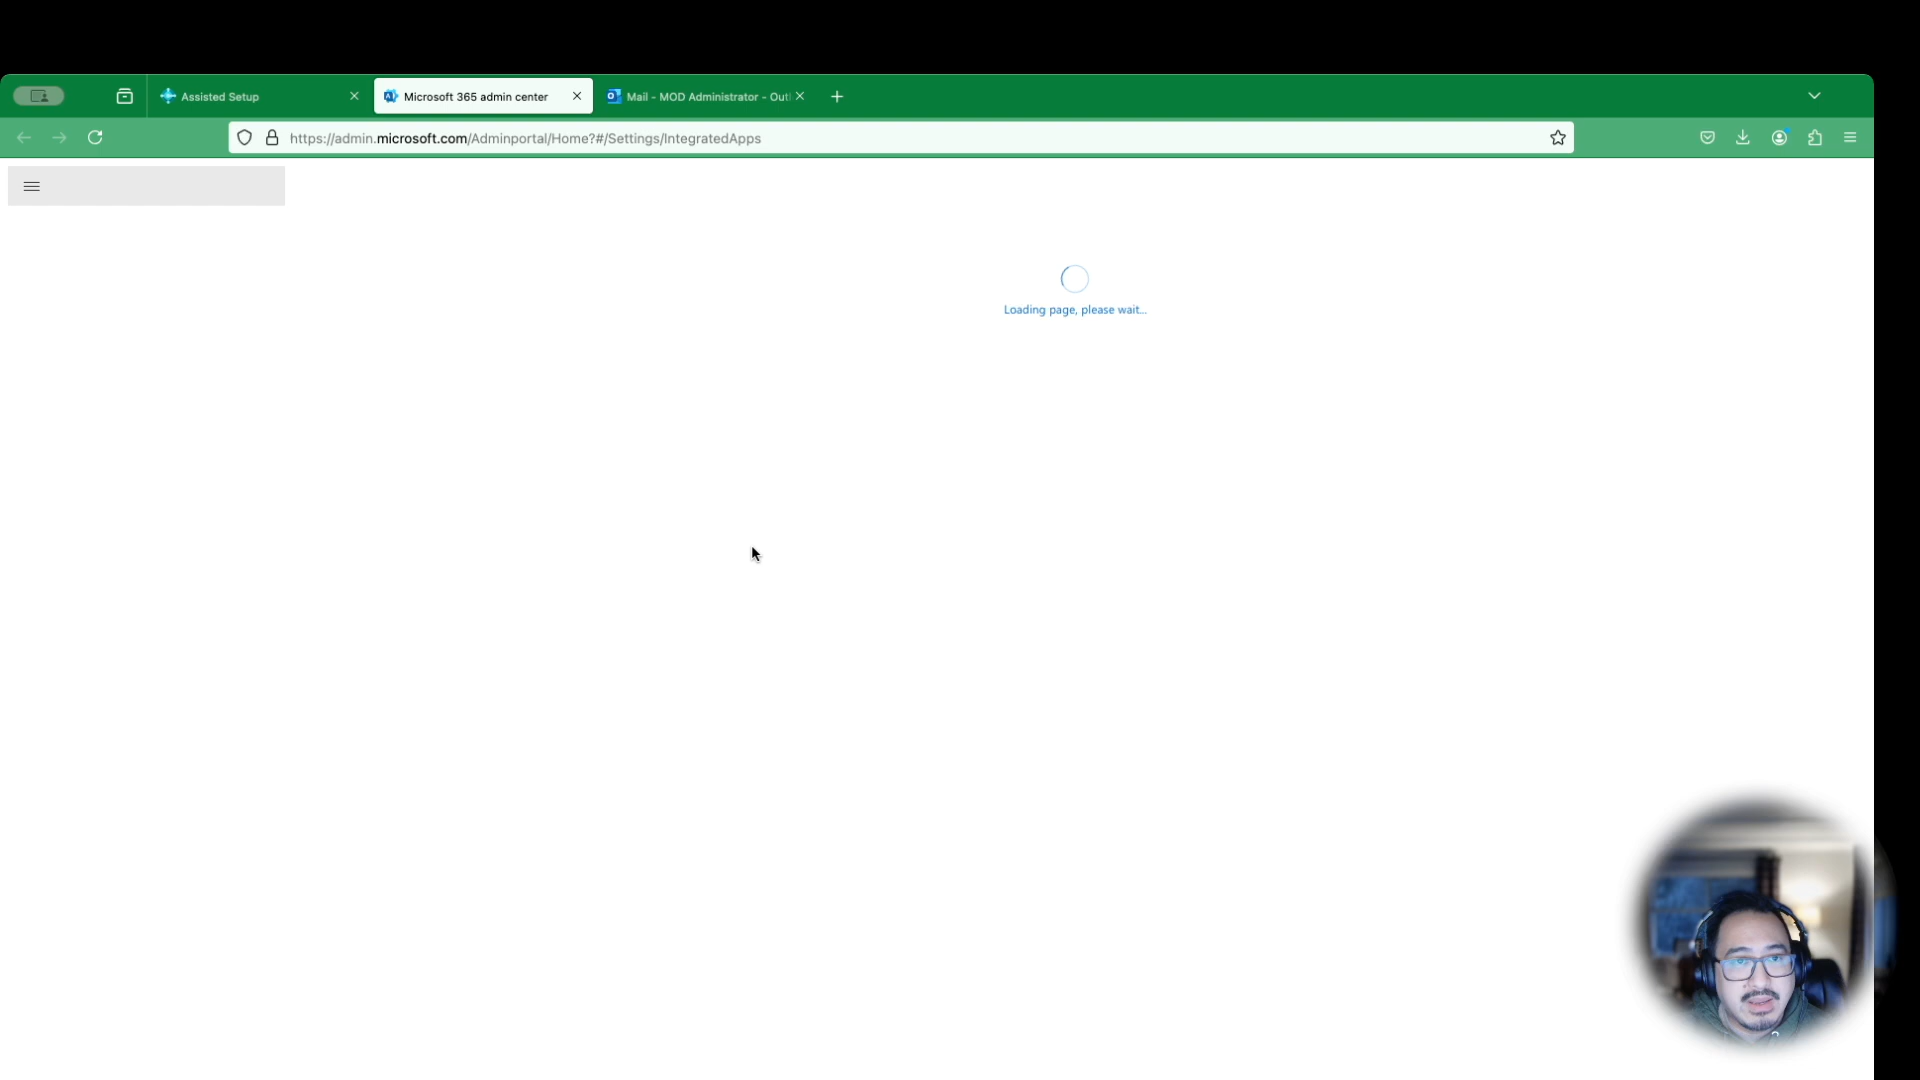 Assisted Setup
Microsoft 365 admin center
Mail - MOD Administrator - Out
https://admin.microsoft.com/Adminportal/Home?#/Settings/IntegratedApps
Loading page, please wait...